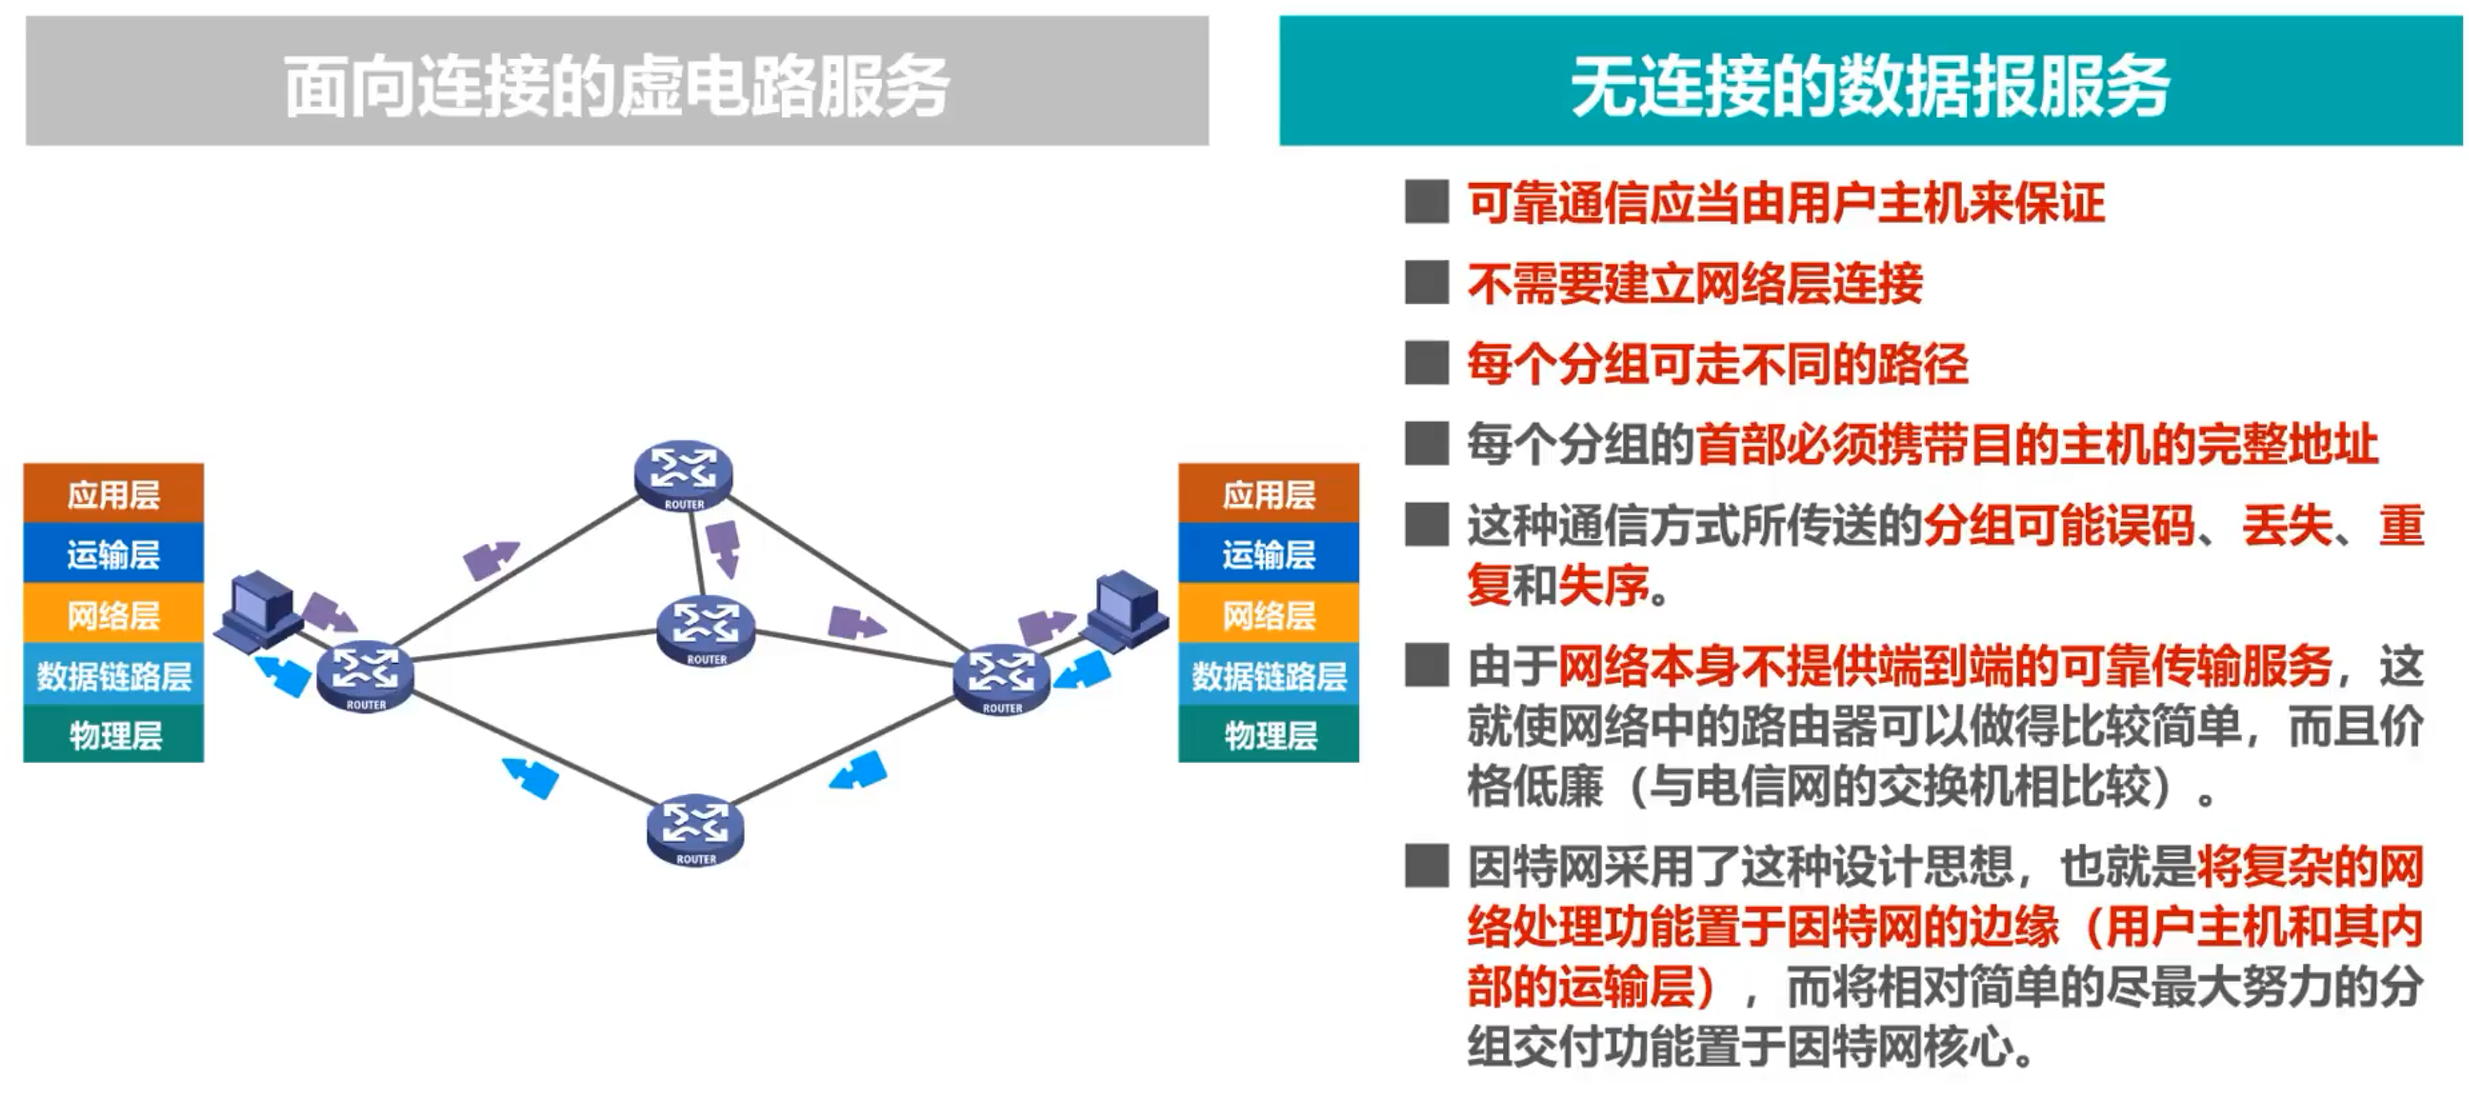 面向连接的虚电路服务
无连接的数据报服务
应用层
运输层
网络层
数据链路层
物理层
ROUTER
ROUTER
ROUTER
ROUTER
ROUTER
应用层
运输层
网络层
数据链路层
物理层
可靠通信应当由用户主机来保证
不需要建立网络层连接
每个分组可走不同的路径
每个分组的首部必须携带目的主机的完整地址
这种通信方式所传送的分组可能误码、丢失、重
复和失序。
由于网络本身不提供端到端的可靠传输服务，这
就使网络中的路由器可以做得比较简单，而且价
格低廉（与电信网的交换机相比较）。
因特网采用了这种设计思想，也就是将复杂的网
络处理功能置于因特网的边缘（用户主机和其内
部的运输层），而将相对简单的尽最大努力的分
组交付功能置于因特网核心。